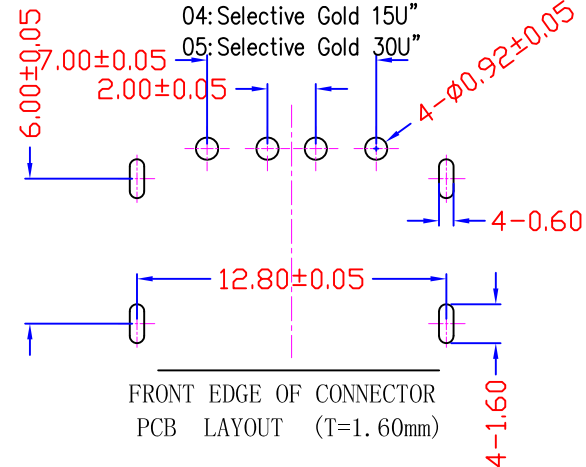 04:Selective Gold 15U”
05:Selective Gold 30U”
7.00±0.05
2.00±0.05
6.00±0.05
4-Ø0.92±0.05
4-0.60
12.80±0.05
4-1.60
FRONT EDGE OF CONNECTOR
PCB LAYOUT (T=1.60mm)